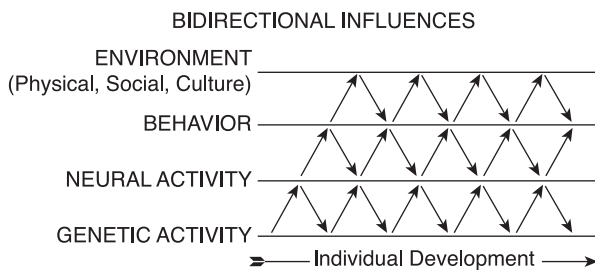 BIDIRECTIONAL INFLUENCES
ENVIRONMENT
(Physical, Social, Culture)
BEHAVIOR
NEURAL ACTIVITY
GENETIC ACTIVITY
Individual Development